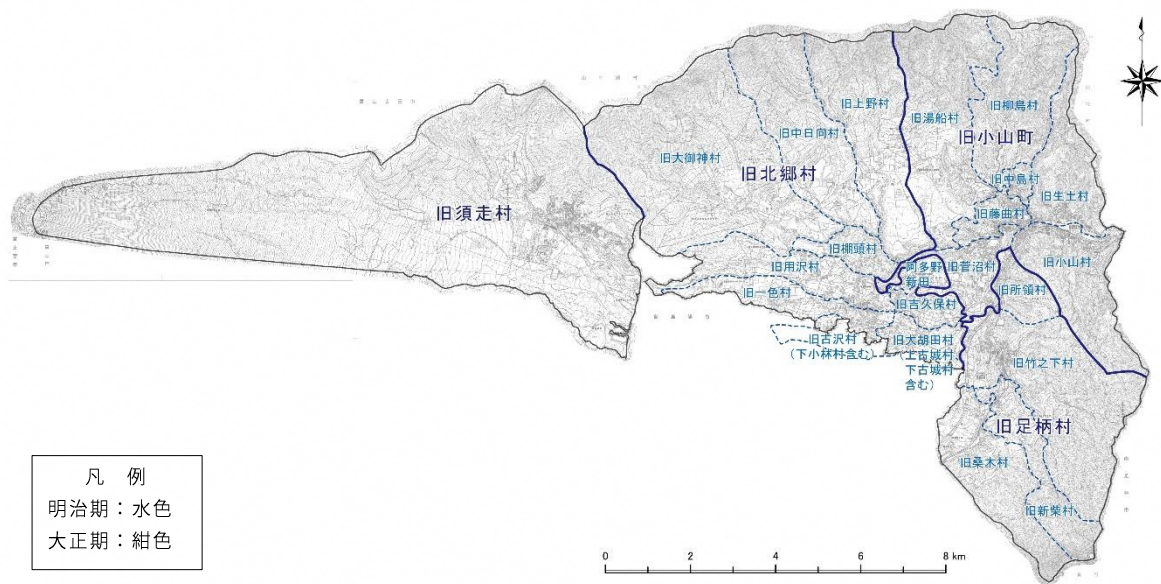 旧柳島村
旧上野村
旧湯船村
旧中日向村
旧小山町
旧大御神村
旧北郷村
旧中島村
旧生土村
旧須走村
旧藤曲村
旧棚頭村
旧用沢村
阿多野
新田
旧菅沼村
旧小山村
旧一色村
旧吉久保村
旧所領村
旧古沢村
(下小林村含む)
旧大胡田村
(上古城村、
下古城村
含む)
旧竹之下村
旧足柄村
旧桑木村
旧新柴村
凡 例
明治期：水色
大正期：紺色
0 2 4 6 8 km